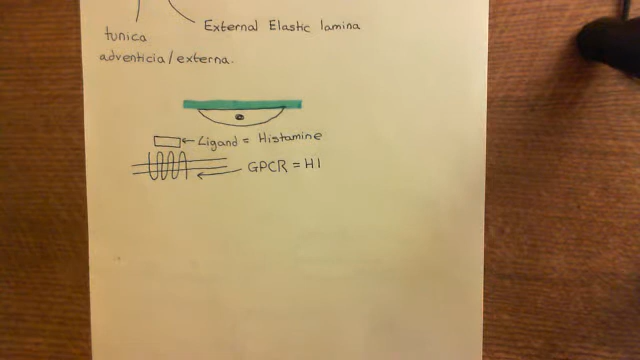 External Elastic lamina
tunica
adventicia/externa.
Ligand = Histamine
GPCR = H1